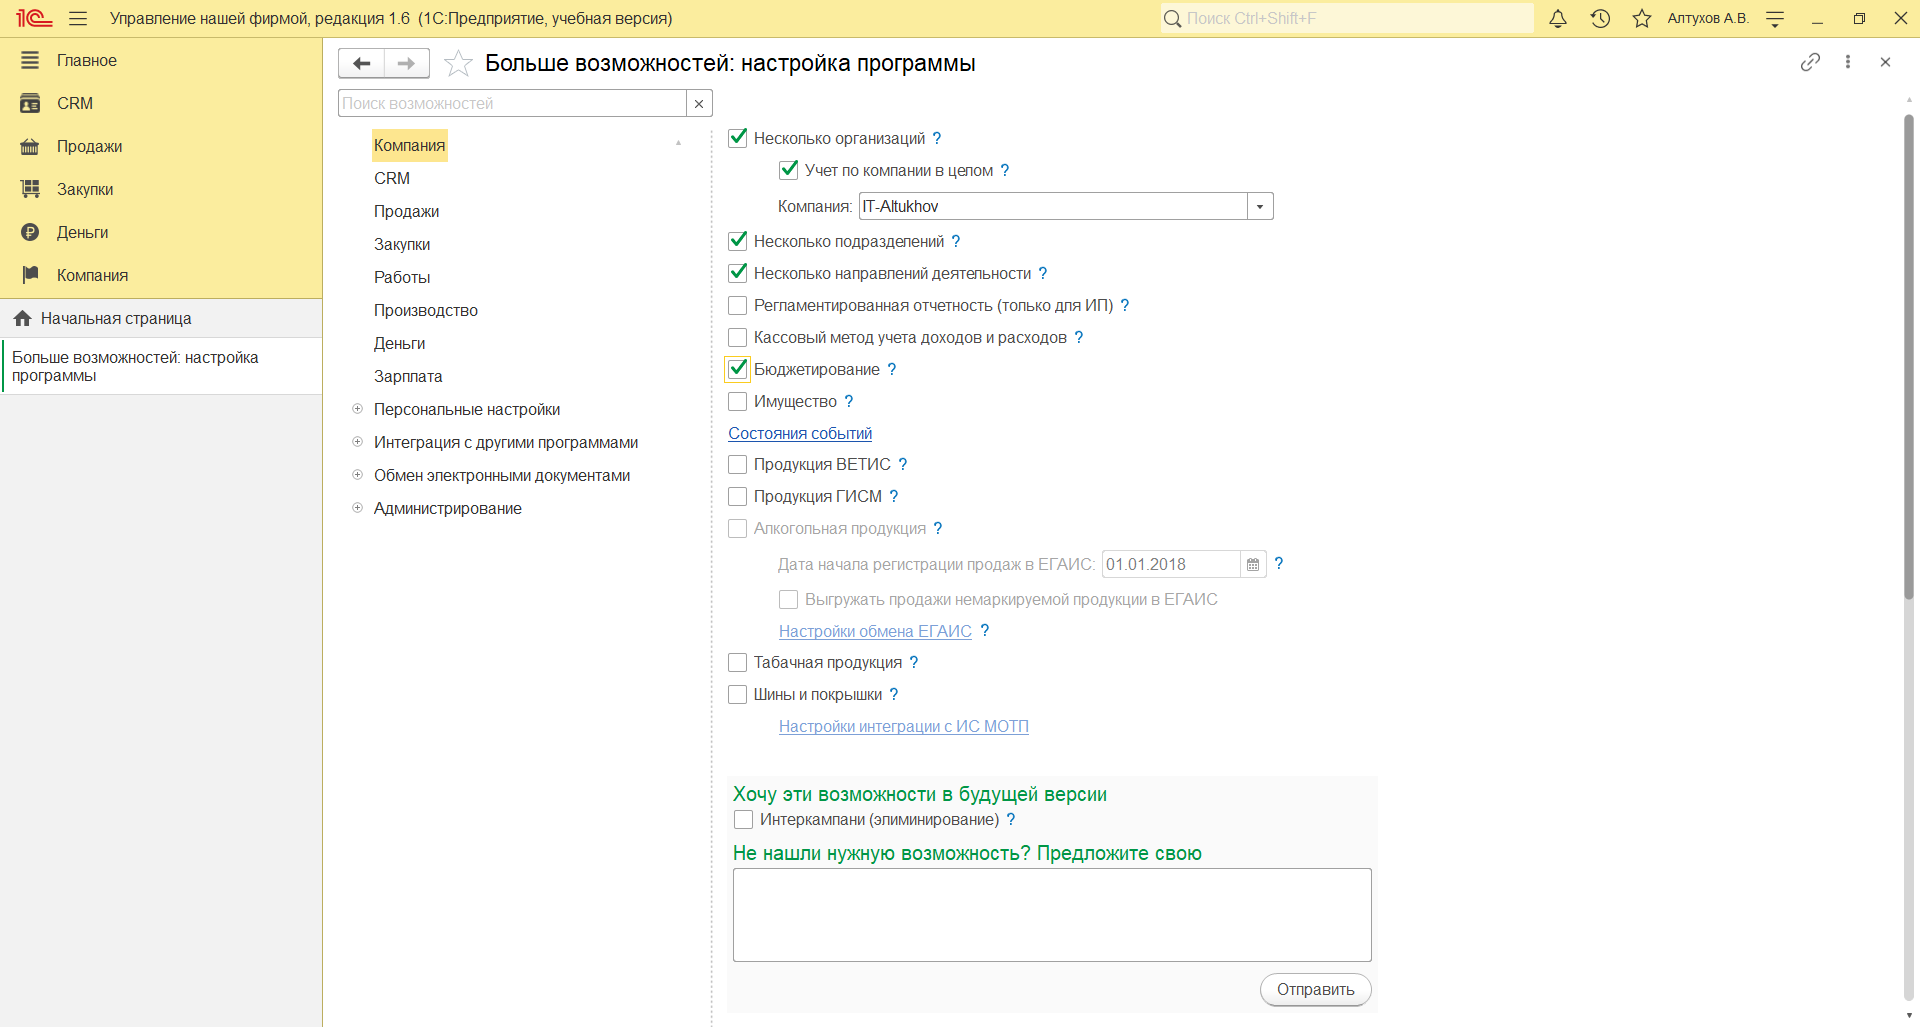 1С Управление нашей фирмой, редакция 1.6 (1С:Предприятие, учебная версия)
Поиск Ctrl+Shift+F
Алтухов А.В.
Главное
CRM
Продажи
Закупки
Деньги
Компания
Начальная страница
Больше возможностей: настройка
программы
Больше возможностей: настройка программы
Поиск возможностей
Компания
CRM
Продажи
Закупки
Работы
Производство
Деньги
Зарплата
Персональные настройки
Интеграция с другими программами
Обмен электронными документами
Администрирование
Несколько организаций ?
Учет по компании в целом ?
Компания: IT-Altukhov
Несколько подразделений ?
Несколько направлений деятельности ?
Регламентированная отчетность (только для ИП) ?
Кассовый метод учета доходов и расходов ?
Бюджетирование ?
Имущество ?
Состояния событий
Продукция ВЕТИС ?
Продукция ГИСМ ?
Алкогольная продукция ?
Дата начала регистрации продаж в ЕГАИС: 01.01.2018 ?
Выгружать продажи немаркируемой продукции в ЕГАИС
Настройки обмена ЕГАИС ?
Табачная продукция ?
Шины и покрышки ?
Настройки интеграции с ИС МОТП
Хочу эти возможности в будущей версии
Интеркампани (элиминирование) ?
Не нашли нужную возможность? Предложите свою
Отправить